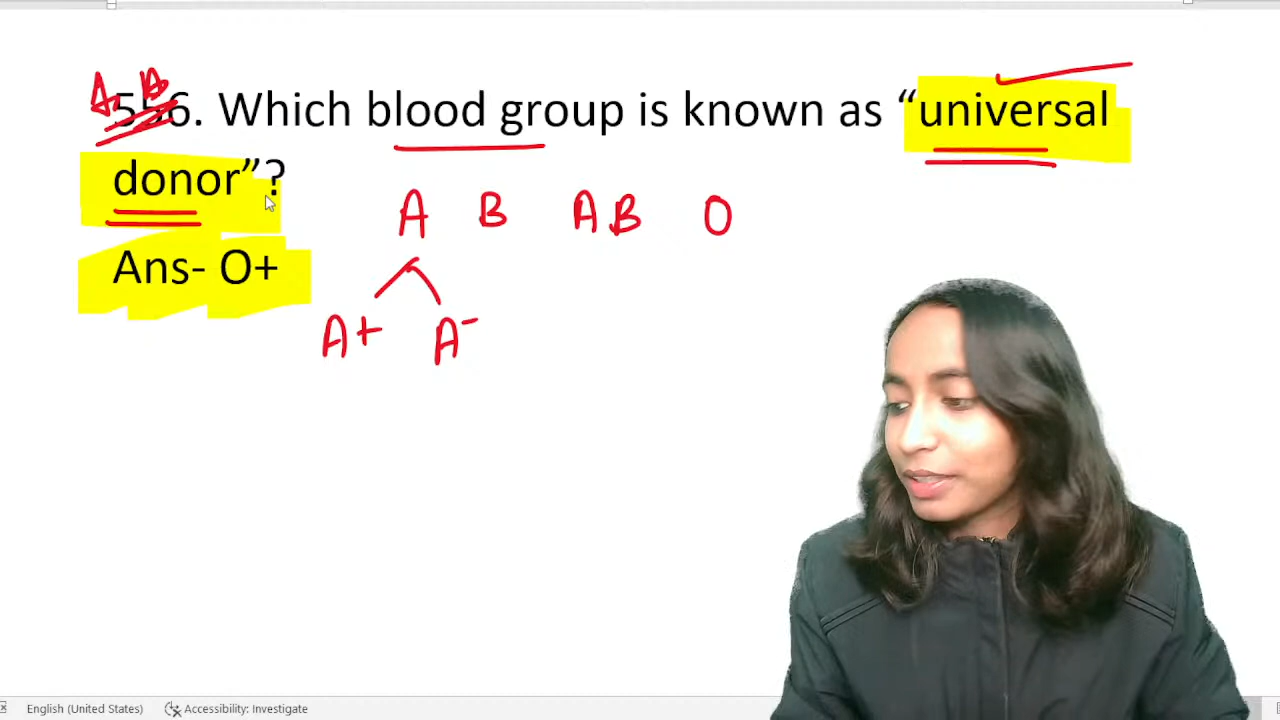 A B
556. Which blood group is known as “universal
donor”?
A B AB O
Ans- O+
A+ A-
English (United States) Accessibility: Investigate